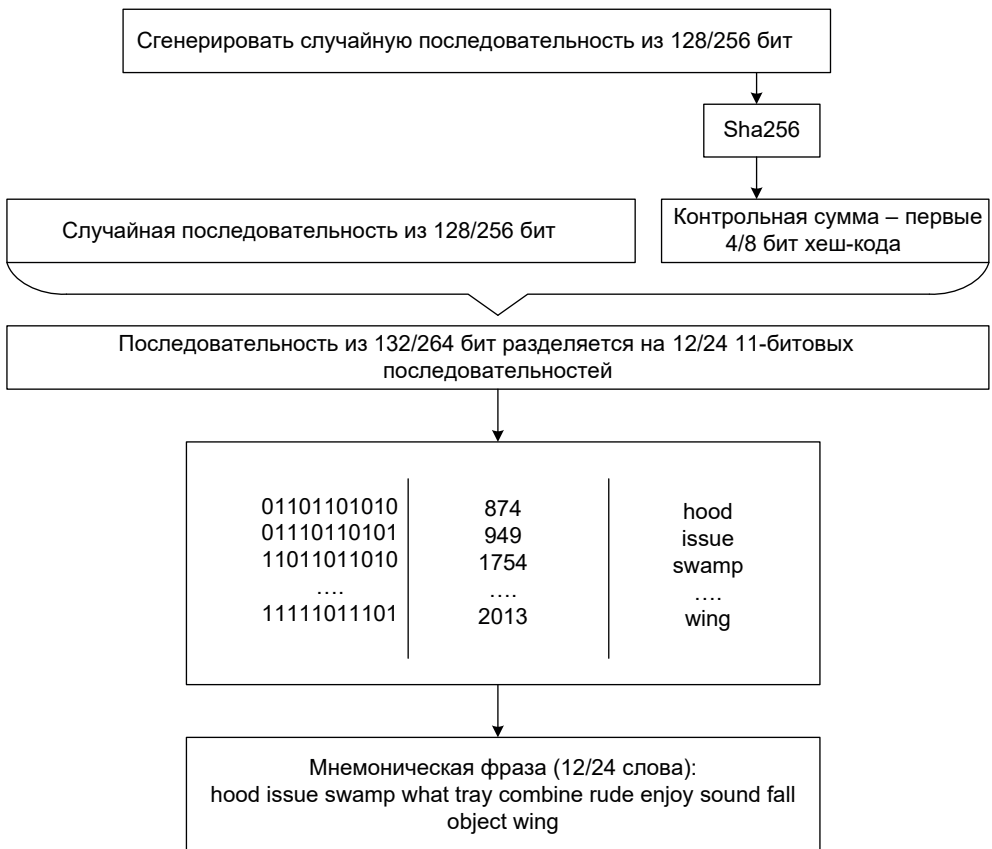 Сгенерировать случайную последовательность из 128/256 бит
Sha256
Случайная последовательность из 128/256 бит
Контрольная сумма – первые
4/8 бит хеш-кода
Последовательность из 132/264 бит разделяется на 12/24 11-битовых
последовательностей
01101101010 874 hood
01110110101 949 issue
11011011010 1754 swamp
…. …. ….
11111011101 2013 wing
Мнемоническая фраза (12/24 слова):
hood issue swamp what tray combine rude enjoy sound fall
object wing